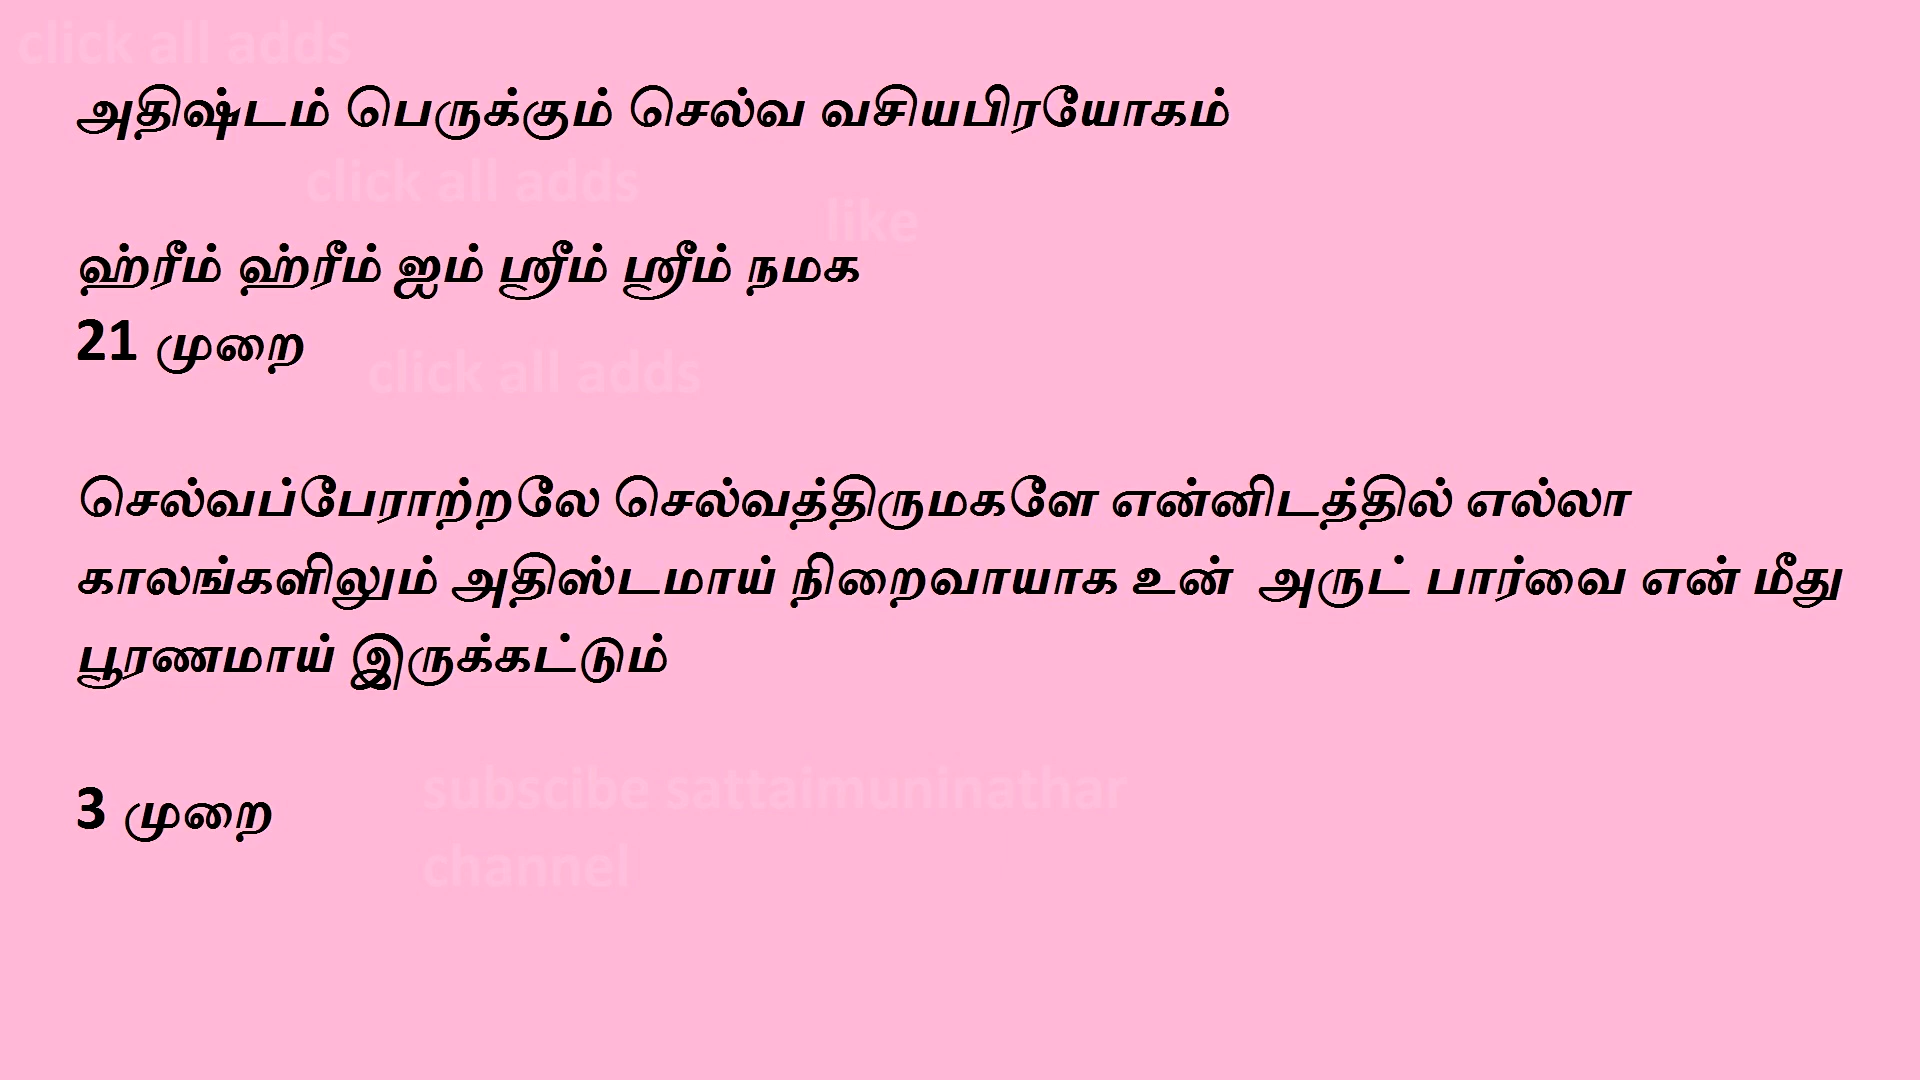 click all adds
அதிஷ்டம் பெருக்கும் செல்வ வசியபிரயோகம்
click all adds
like
ஹ்ரீம் ஹ்ரீம் ஐம் ஸ்ரீம் ஸ்ரீம் நமக
21 முறை
click all adds
செல்வப்பேராற்றலே செல்வத்திருமகளே என்னிடத்தில் எல்லா
காலங்களிலும் அதிஸ்டமாய் நிறைவாயாக உன் அருட் பார்வை என் மீது
பூரணமாய் இருக்கட்டும்
3 முறை
subscibe sattaimuninathar
channel